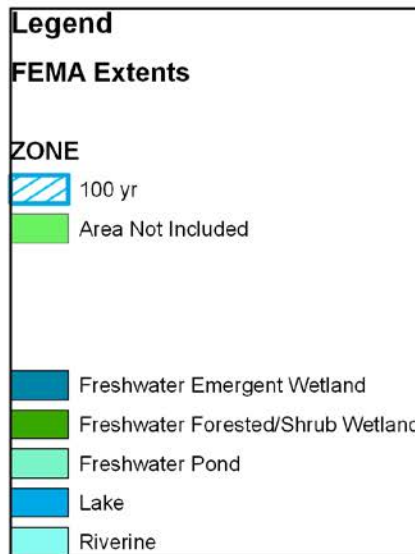 Legend
FEMA Extents
ZONE
100 yr
Area Not Included
Freshwater Emergent Wetland
Freshwater Forested/Shrub Wetland
Freshwater Pond
Lake
Riverine